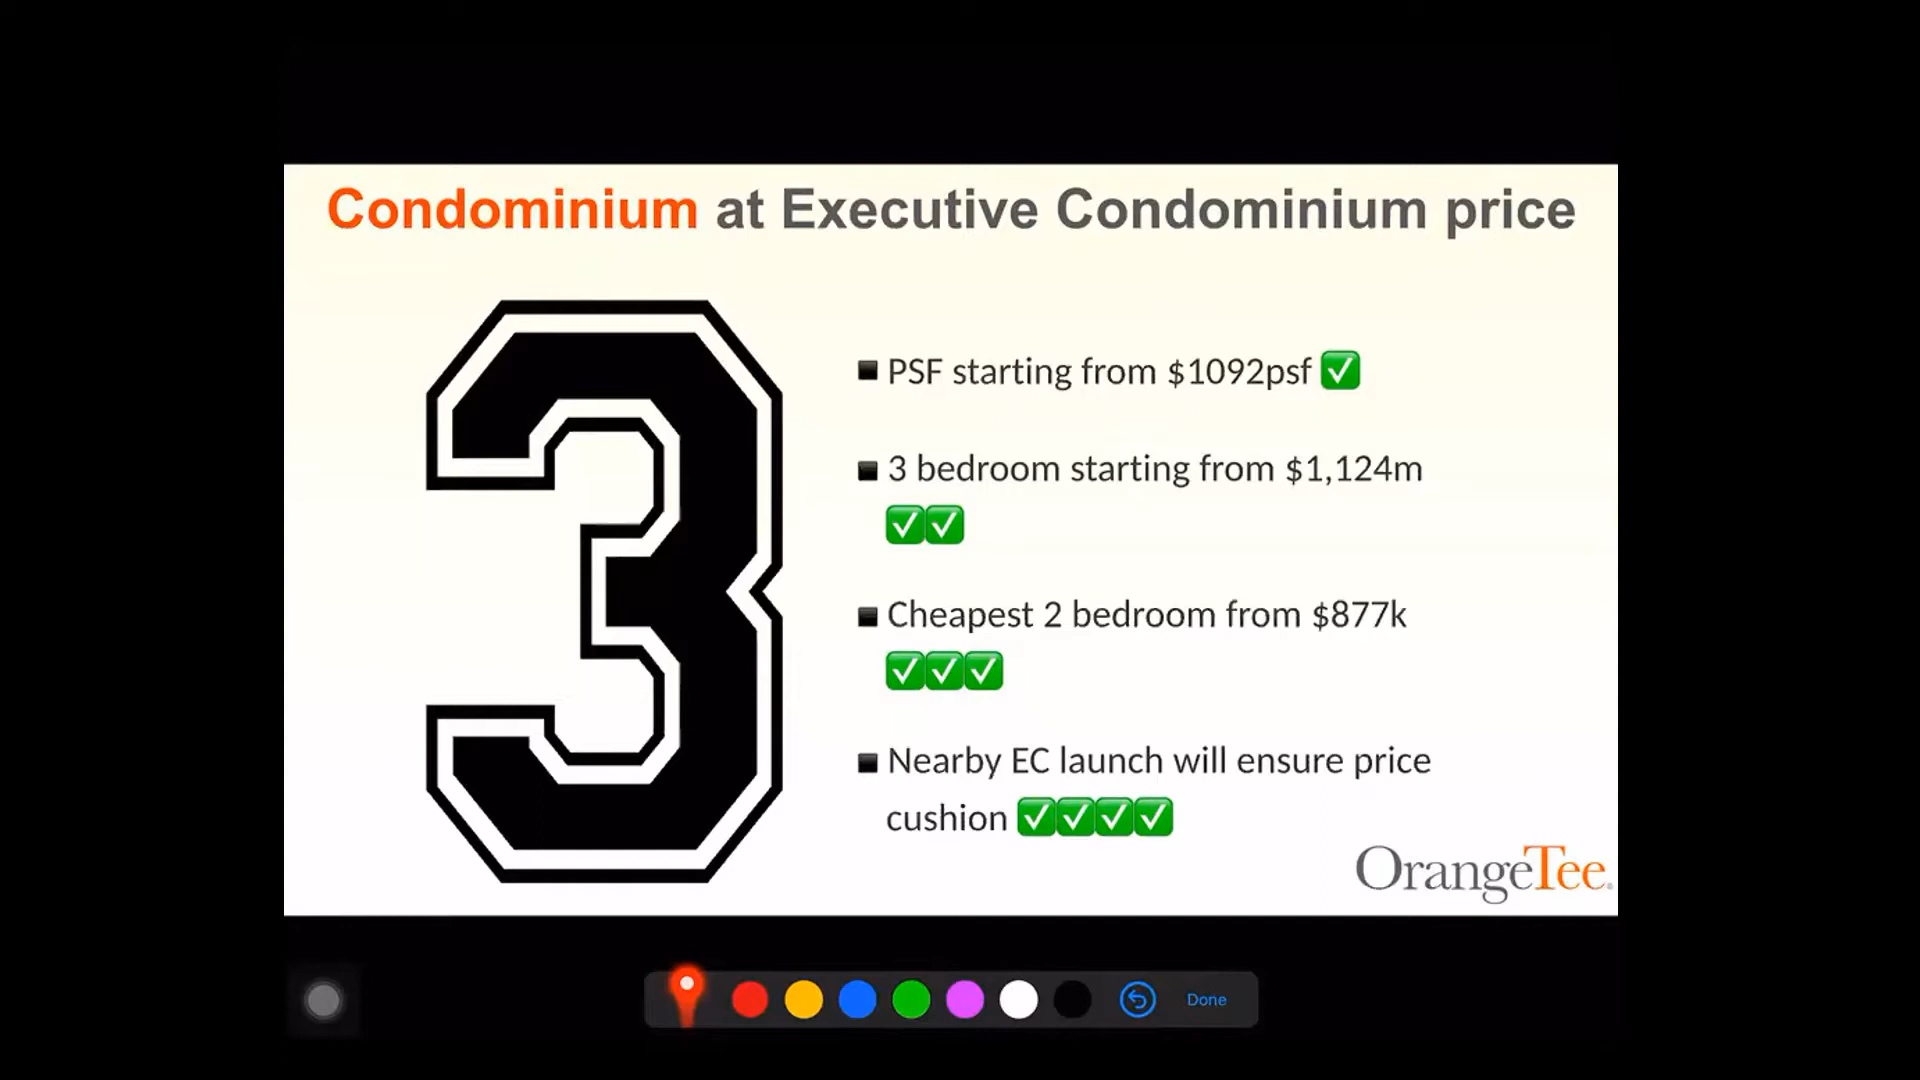 Condominium at Executive Condominium price
3
PSF starting from $1092psf ✅
3 bedroom starting from $1,124m
✅✅
Cheapest 2 bedroom from $877k
✅✅✅
Nearby EC launch will ensure price
cushion ✅✅✅✅
OrangeTee®
Done